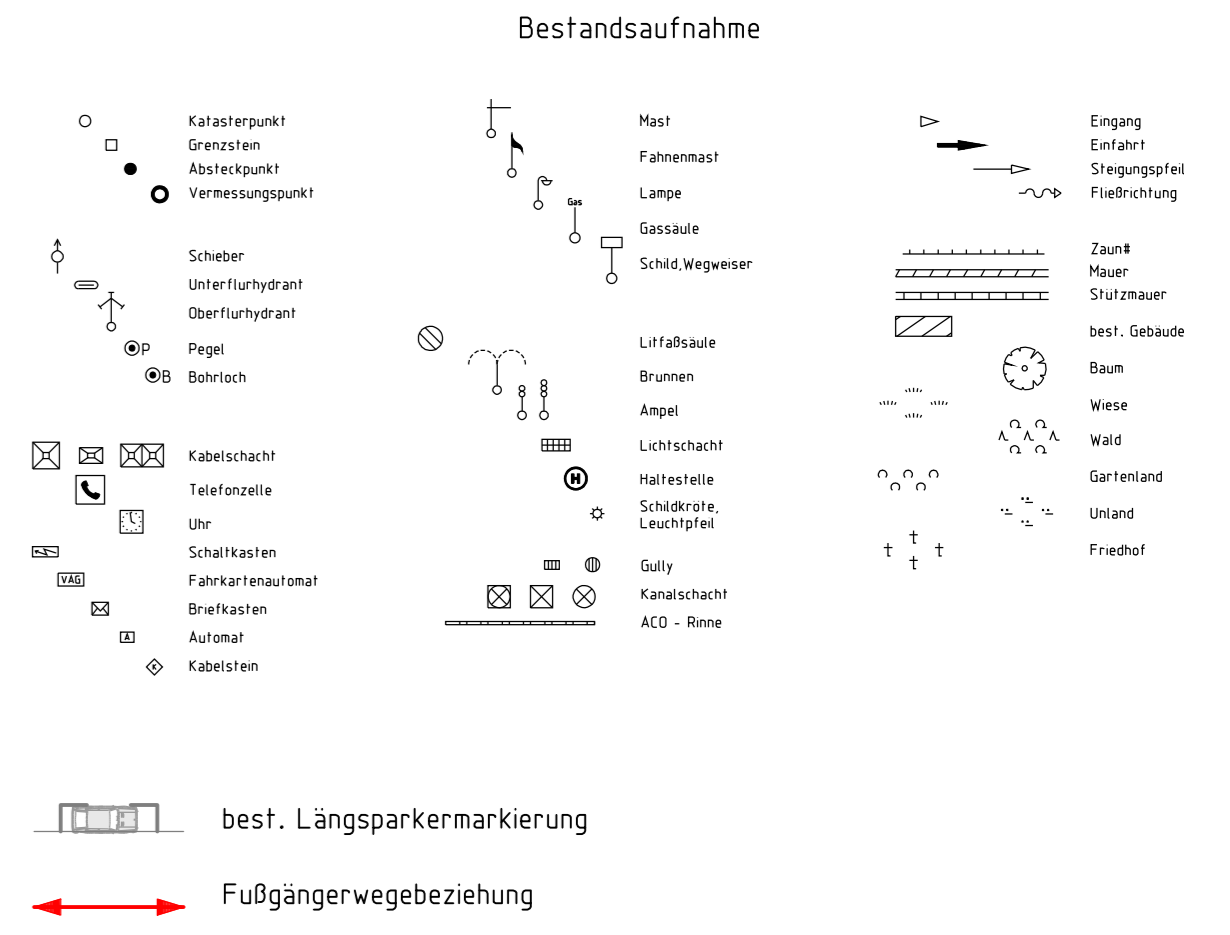 Bestandsaufnahme
Katasterpunkt
Grenzstein
Absteckpunkt
Vermessungspunkt
Schieber
Unterflurhydrant
Oberflurhydrant
P Pegel
B Bohrloch
Kabelschacht
Telefonzelle
Uhr
Schaltkasten
VAG Fahrkartenautomat
Briefkasten
A Automat
K Kabelstein
Mast
Fahnenmast
Lampe
Gas
Gassäule
Schild,Wegweiser
Litfaßsäule
Brunnen
Ampel
Lichtschacht
H Haltestelle
Schildkröte,
Leuchtpfeil
Gully
Kanalschacht
ACO - Rinne
Eingang
Einfahrt
Steigungspfeil
Fließrichtung
Zaun#
Mauer
Stützmauer
best. Gebäude
Baum
Wiese
Wald
Gartenland
Unland
Friedhof
best. Längsparkermarkierung
Fußgängerwegebeziehung